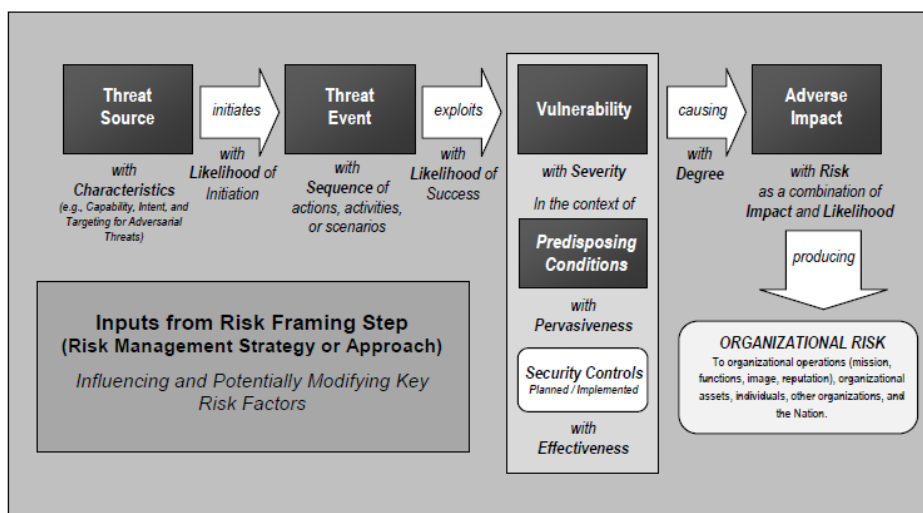 Threat
Source
initiates
Threat
Event
exploits
Vulnerability
causing
Adverse
Impact
with
Characteristics
(e.g., Capability, Intent, and
Targeting for Adversarial
Threats)
with
Likelihood of
Initiation
with
Sequence of
actions, activities,
or scenarios
with
Likelihood of
Success
with Severity
In the context of
Predisposing
Conditions
with
Pervasiveness
Security Controls
Planned / Implemented
with
Effectiveness
with
Degree
with Risk
as a combination of
Impact and Likelihood
producing
ORGANIZATIONAL RISK
To organizational operations (mission,
functions, image, reputation), organizational
assets, individuals, other organizations, and
the Nation.
Inputs from Risk Framing Step
(Risk Management Strategy or Approach)
Influencing and Potentially Modifying Key
Risk Factors